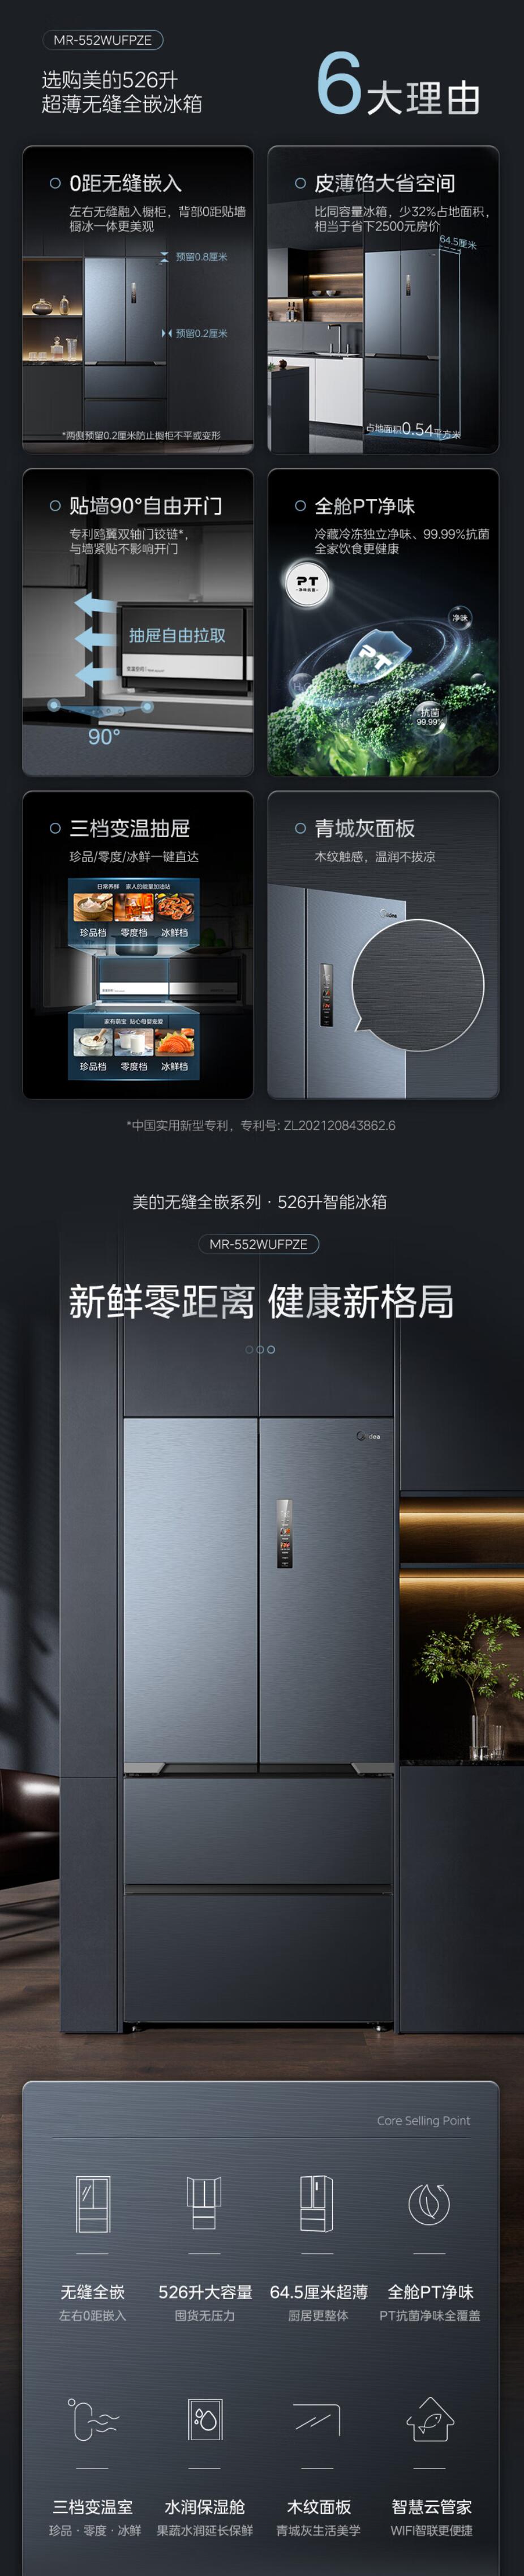 MR-552WUFPZE
选购美的526升
超薄无缝全嵌冰箱
6大理由
0距无缝嵌入
左右无缝融入橱柜，背部0距贴墙
橱冰一体更美观
预留0.8厘米
预留0.2厘米
*两侧预留0.2厘米防止橱柜不平或变形
皮薄馅大省空间
比同容量冰箱，少32%占地面积，
相当于省下2500元房价
64.5厘米
占地面积0.54平方米
贴墙90°自由开门
专利鸥翼双轴门铰链*，
与墙紧贴不影响开门
抽屉自由拉取
90°
全舱PT净味
冷藏冷冻独立净味、99.99%抗菌
全家饮食更健康
PT
净味
PT
抗菌
99.99%
三档变温抽屉
珍品/零度/冰鲜一键直达
日常养鲜 家人的能量加油站
珍品档 零度档 冰鲜档
家有萌宝 贴心母婴宠爱
珍品档 零度档 冰鲜档
青城灰面板
木纹触感，温润不拔凉
Midea
*中国实用新型专利，专利号: ZL202120843862.6
美的无缝全嵌系列 · 526升智能冰箱
MR-552WUFPZE
新鲜零距离 健康新格局
Midea
Core Selling Point
无缝全嵌 526升大容量 64.5厘米超薄 全舱PT净味
左右0距嵌入 囤货无压力 厨居更整体 PT抗菌净味全覆盖
三档变温室 水润保湿舱 木纹面板 智慧云管家
珍品 · 零度 · 冰鲜 果蔬水润延长保鲜 青城灰生活美学 WIFI智联更便捷